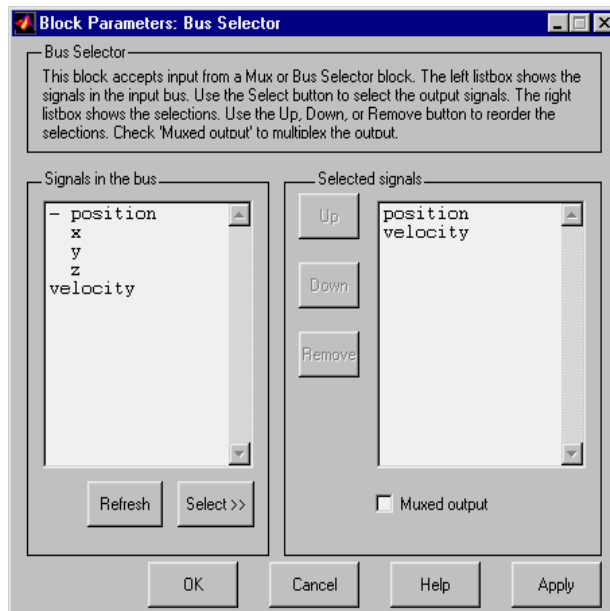 Block Parameters: Bus Selector
Bus Selector
This block accepts input from a Mux or Bus Selector block. The left listbox shows the
signals in the input bus. Use the Select button to select the output signals. The right
listbox shows the selections. Use the Up, Down, or Remove button to reorder the
selections. Check 'Muxed output' to multiplex the output.
Signals in the bus
- position
x
y
z
velocity
Refresh
Select >>
Selected signals
Up
Down
Remove
position
velocity
Muxed output
OK
Cancel
Help
Apply